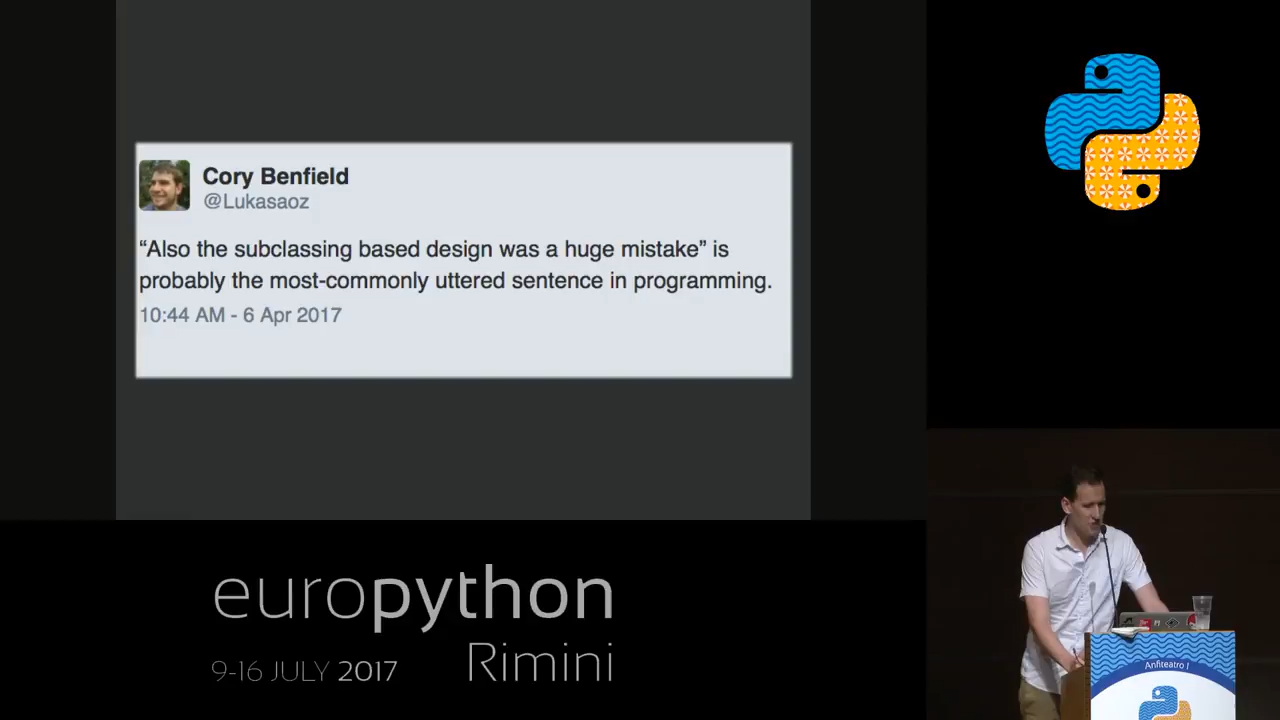 Cory Benfield
@Lukasaoz
“Also the subclassing based design was a huge mistake” is
probably the most-commonly uttered sentence in programming.
10:44 AM - 6 Apr 2017
europython
9-16 JULY 2017
Rimini
Anfiteatro 1